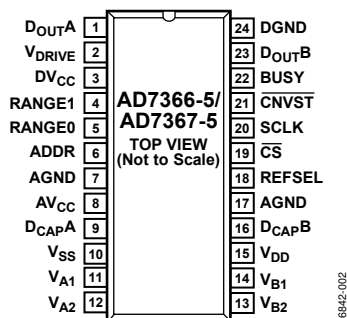 DOUTA 1
VDRIVE 2
DVCC 3
RANGE1 4
RANGE0 5
ADDR 6
AGND 7
AVCC 8
DCAPA 9
VSS 10
VA1 11
VA2 12
AD7366-5/
AD7367-5
TOP VIEW
(Not to Scale)
24 DGND
23 DOUTB
22 BUSY
21 CNVST
20 SCLK
19 CS
18 REFSEL
17 AGND
16 DCAPB
15 VDD
14 VB1
13 VB2
6842-002